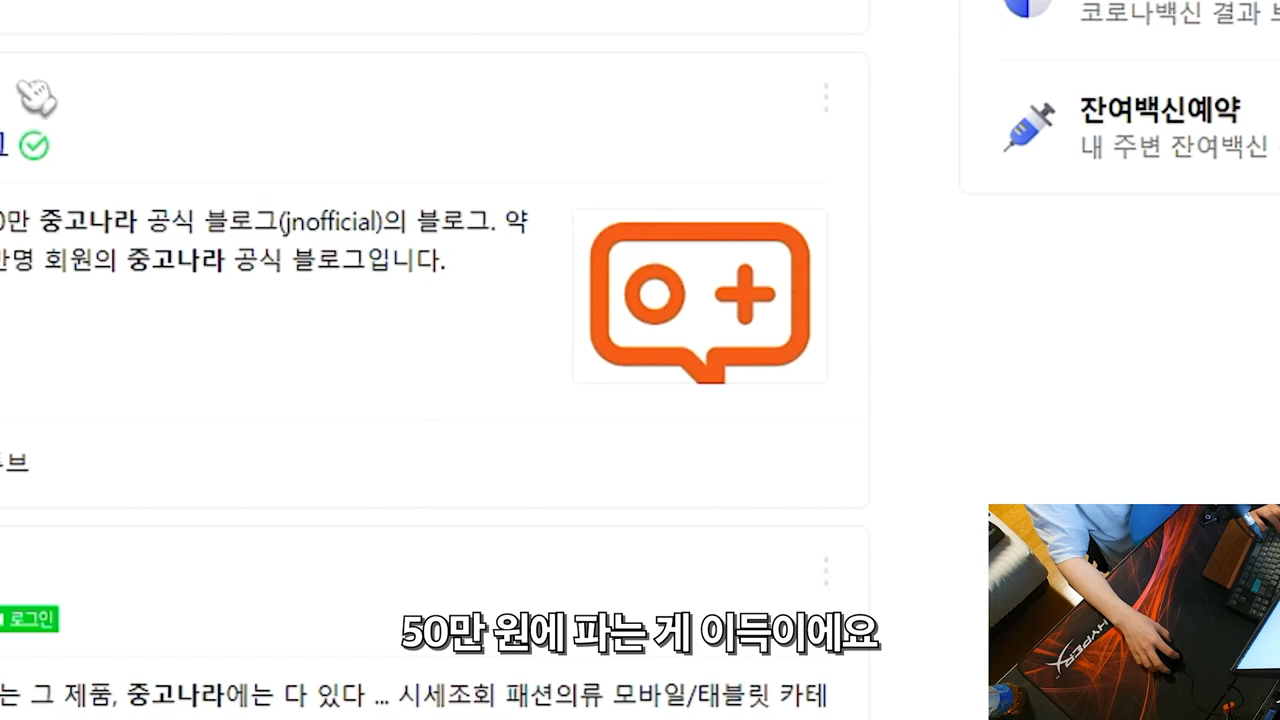 코로나백신 결과
잔여백신예약
내 주변 잔여백신
중고나라 공식 블로그(jnofficial)의 블로그. 약
만명 회원의 중고나라 공식 블로그입니다.
로그인
50만 원에 파는 게 이득이에요
는 그 제품, 중고나라에는 다 있다 ... 시세조회 패션의류 모바일/태블릿 카테
HYPERX